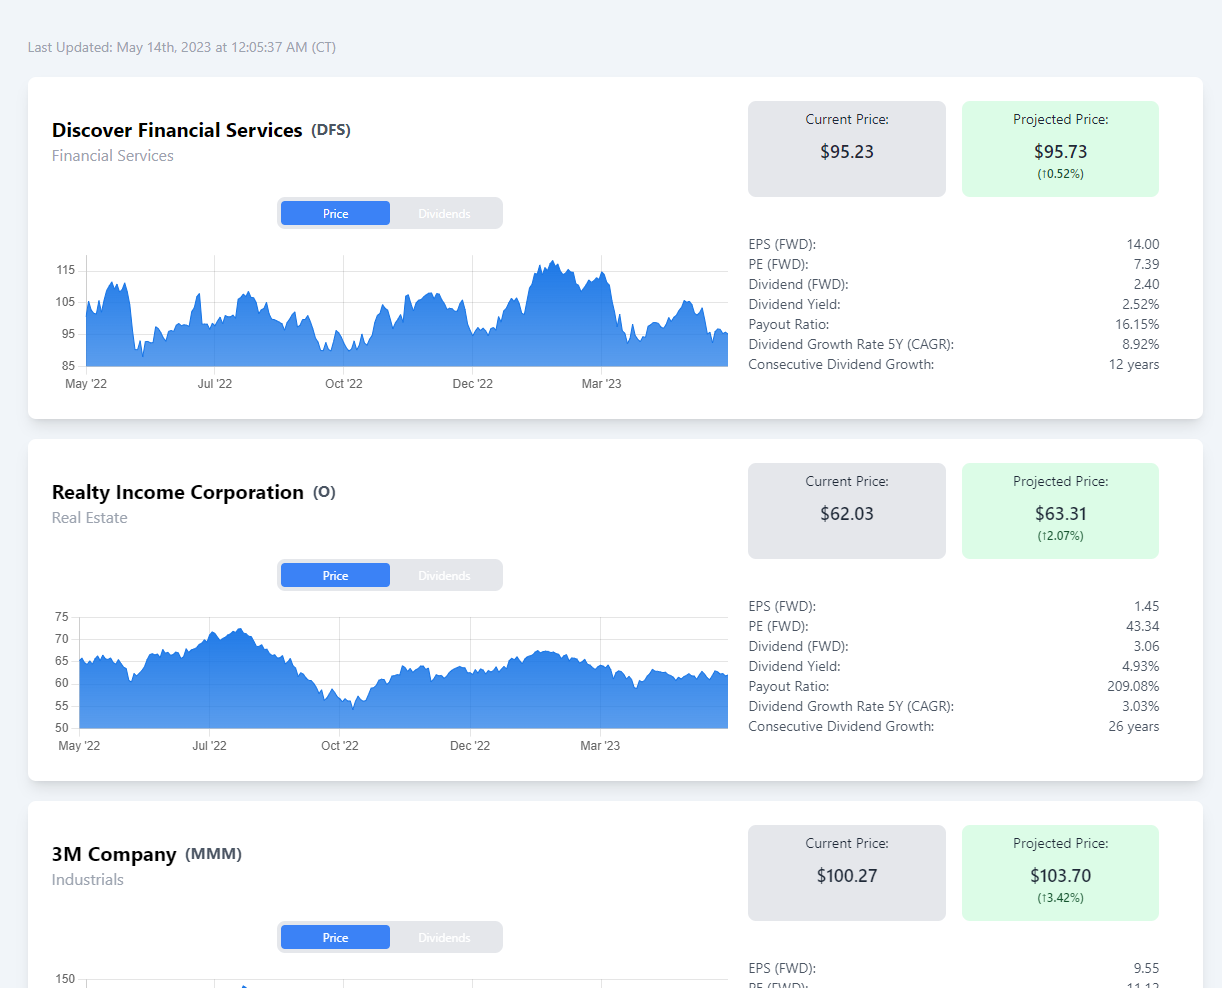 Last Updated: May 14th, 2023 at 12:05:37 AM (CT)
Discover Financial Services (DFS)
Financial Services
Price Dividends
115
105
95
85
May '22 Jul '22 Oct '22 Dec '22 Mar '23
Current Price:
$95.23
Projected Price:
$95.73
(↑0.52%)
EPS (FWD): 14.00
PE (FWD): 7.39
Dividend (FWD): 2.40
Dividend Yield: 2.52%
Payout Ratio: 16.15%
Dividend Growth Rate 5Y (CAGR): 8.92%
Consecutive Dividend Growth: 12 years
Realty Income Corporation (O)
Real Estate
Price Dividends
75
70
65
60
55
50
May '22 Jul '22 Oct '22 Dec '22 Mar '23
Current Price:
$62.03
Projected Price:
$63.31
(↑2.07%)
EPS (FWD): 1.45
PE (FWD): 43.34
Dividend (FWD): 3.06
Dividend Yield: 4.93%
Payout Ratio: 209.08%
Dividend Growth Rate 5Y (CAGR): 3.03%
Consecutive Dividend Growth: 26 years
3M Company (MMM)
Industrials
Price Dividends
150
Current Price:
$100.27
Projected Price:
$103.70
(↑3.42%)
EPS (FWD): 9.55
PE (FWD): 11.12